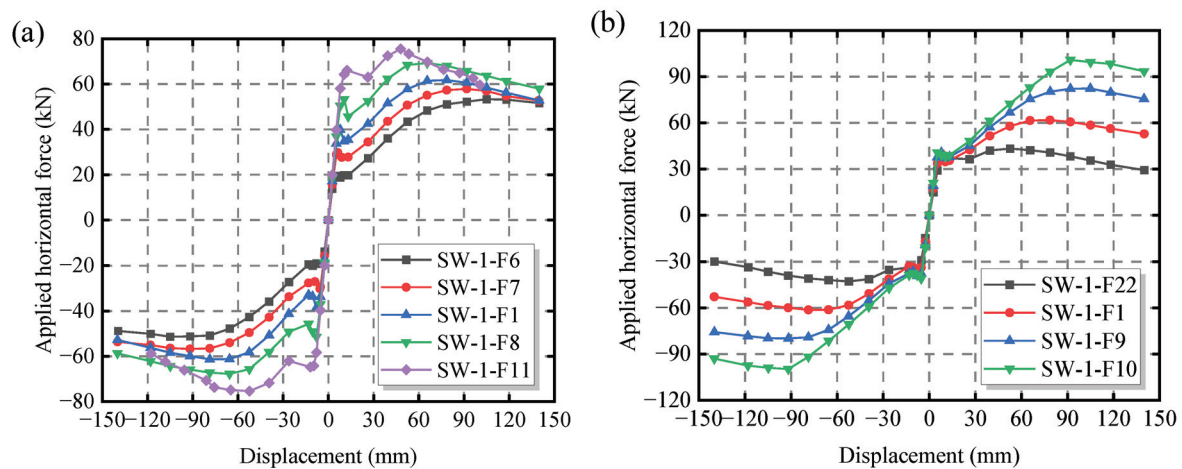 (a)
Applied horizontal force (kN)
80
60
40
20
0
−20
−40
−60
−80
−150
−120
−90
−60
−30
0
30
60
90
120
150
Displacement (mm)
SW-1-F6
SW-1-F7
SW-1-F1
SW-1-F8
SW-1-F11
(b)
Applied horizontal force (kN)
120
90
60
30
0
−30
−60
−90
−120
−150
−120
−90
−60
−30
0
30
60
90
120
150
Displacement (mm)
SW-1-F22
SW-1-F1
SW-1-F9
SW-1-F10